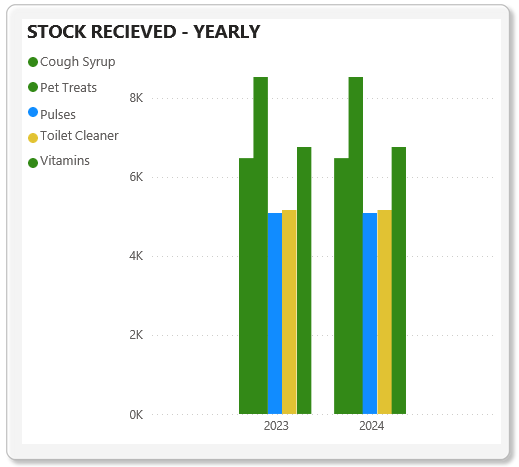 STOCK RECIEVED - YEARLY
Cough Syrup
Pet Treats
Pulses
Toilet Cleaner
Vitamins
8K
6K
4K
2K
0K
2023 2024